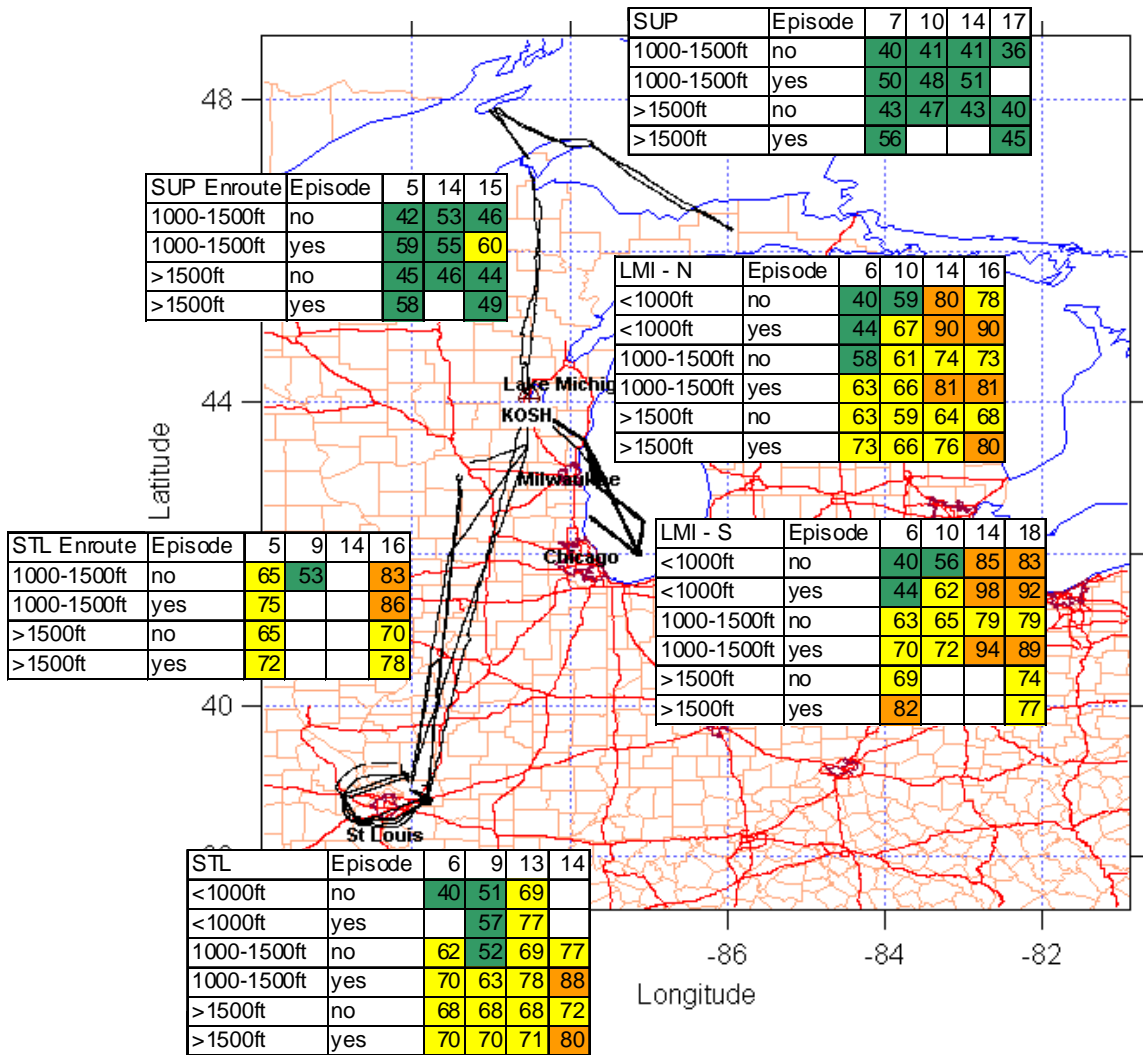 SUP Episode 7 10 14 17
1000-1500ft no 40 41 41 36
1000-1500ft yes 50 48 51
>1500ft no 43 47 43 40
>1500ft yes 56 45
48
SUP Enroute Episode 5 14 15
1000-1500ft no 42 53 46
1000-1500ft yes 59 55 60
>1500ft no 45 46 44
>1500ft yes 58 49
LMI - N Episode 6 10 14 16
<1000ft no 40 59 80 78
<1000ft yes 44 67 90 90
1000-1500ft no 58 61 74 73
1000-1500ft yes 63 66 81 81
>1500ft no 63 59 64 68
>1500ft yes 73 66 76 80
44
Lake Michig
KOSH
Milwaukee
Chicago
Latitude
STL Enroute Episode 5 9 14 16
1000-1500ft no 65 53 83
1000-1500ft yes 75 86
>1500ft no 65 70
>1500ft yes 72 78
LMI - S Episode 6 10 14 18
<1000ft no 40 56 85 83
<1000ft yes 44 62 98 92
1000-1500ft no 63 65 79 79
1000-1500ft yes 70 72 94 89
>1500ft no 69 74
>1500ft yes 82 77
40
St Louis
STL Episode 6 9 13 14
<1000ft no 40 51 69
<1000ft yes 57 77
1000-1500ft no 62 52 69 77
1000-1500ft yes 70 63 78 88
>1500ft no 68 68 68 72
>1500ft yes 70 70 71 80
-86 -84 -82
Longitude